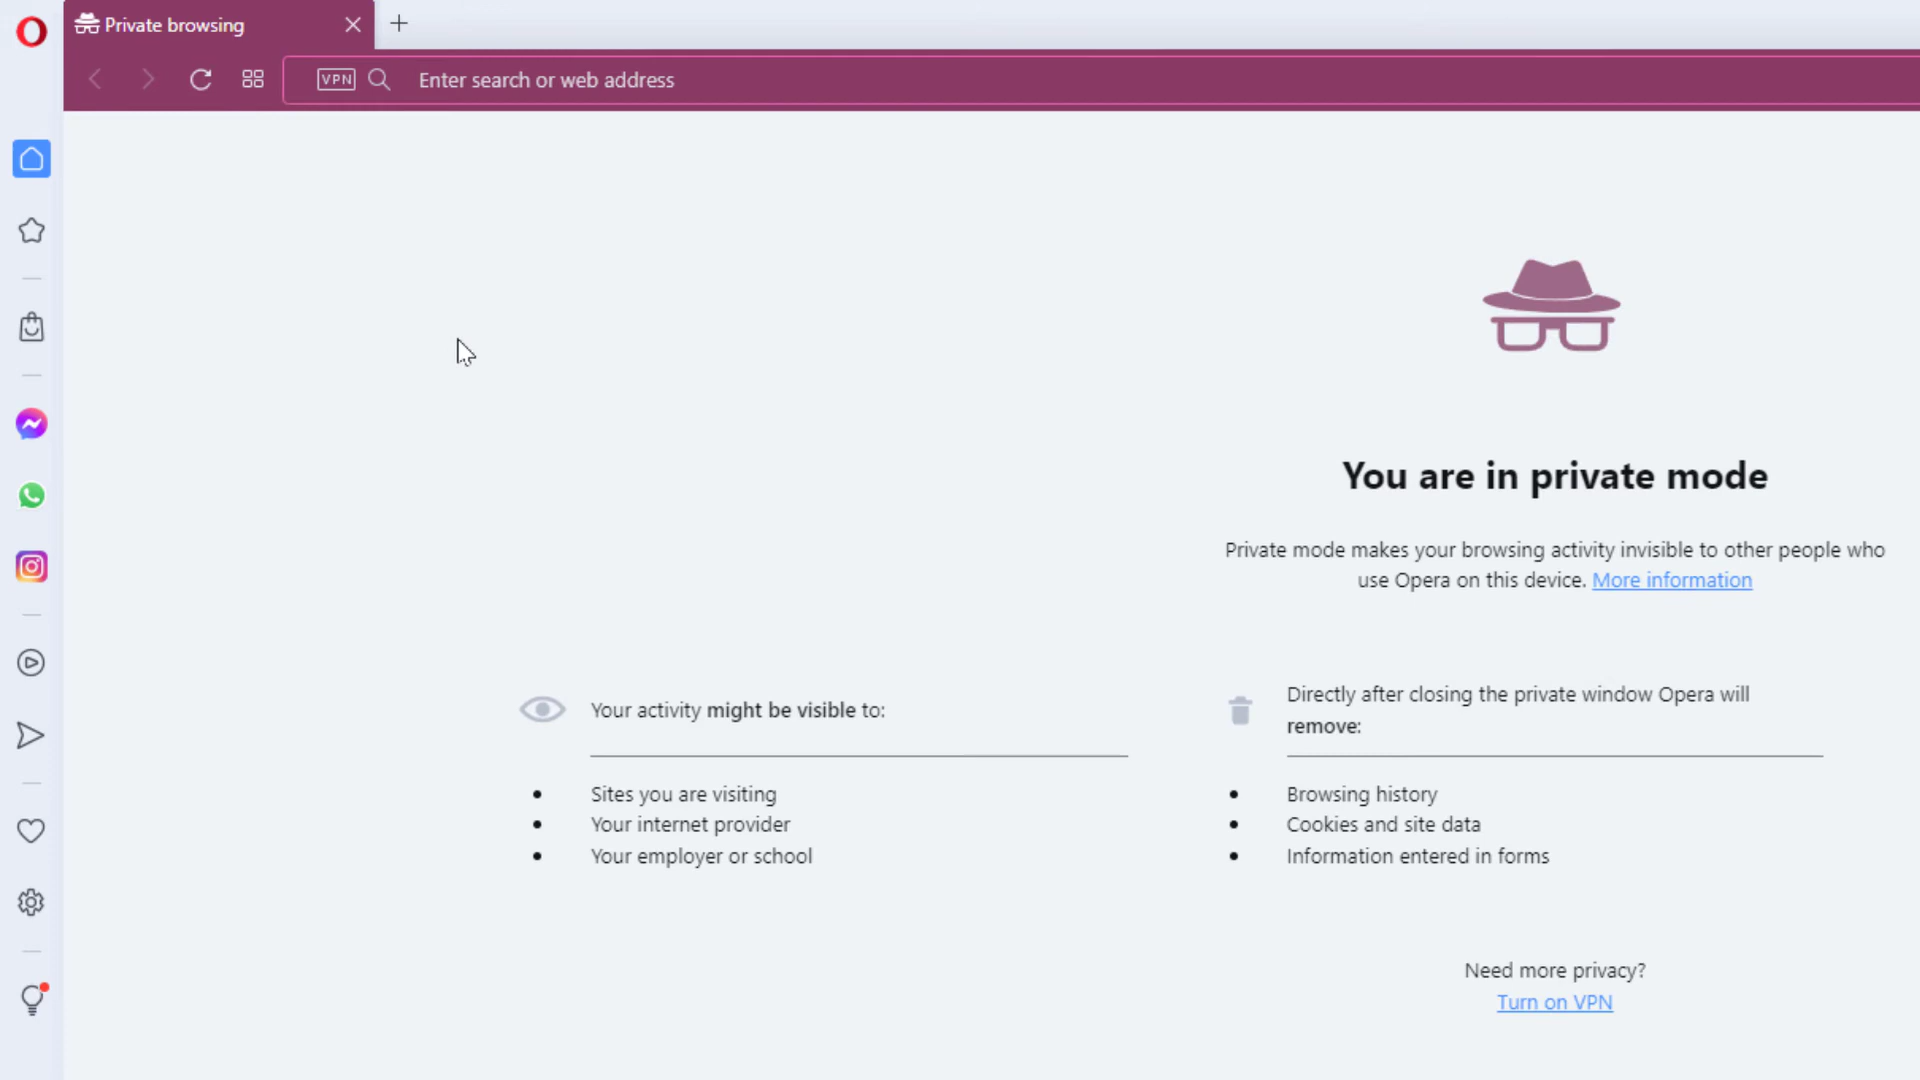 Private browsing
VPN Enter search or web address
You are in private mode
Private mode makes your browsing activity invisible to other people who
use Opera on this device. More information
Your activity might be visible to:
Sites you are visiting
Your internet provider
Your employer or school
Directly after closing the private window Opera will
remove:
Browsing history
Cookies and site data
Information entered in forms
Need more privacy?
Turn on VPN